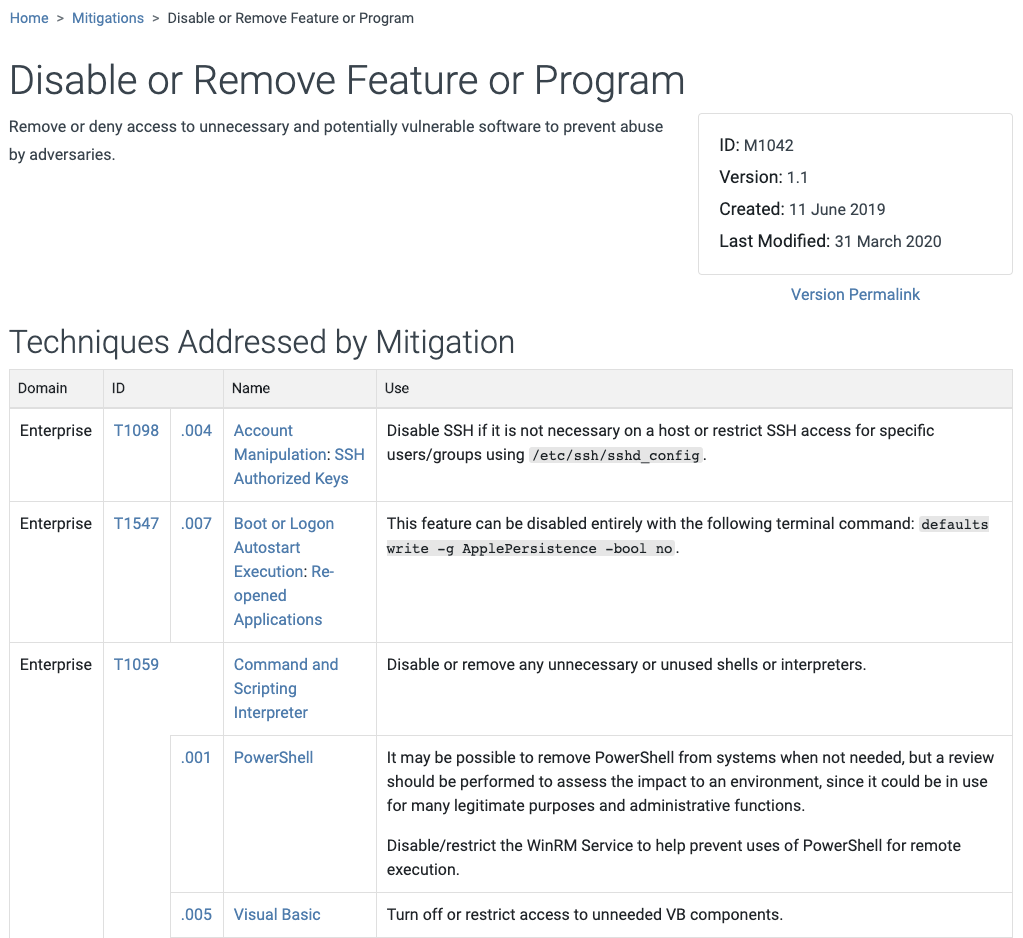 Home > Mitigations > Disable or Remove Feature or Program
Disable or Remove Feature or Program
Remove or deny access to unnecessary and potentially vulnerable software to prevent abuse
by adversaries.
ID: M1042
Version: 1.1
Created: 11 June 2019
Last Modified: 31 March 2020
Version Permalink
Techniques Addressed by Mitigation
Domain ID Name Use
Enterprise T1098 .004 Account
Manipulation: SSH
Authorized Keys
Disable SSH if it is not necessary on a host or restrict SSH access for specific
users/groups using /etc/ssh/sshd_config.
Enterprise T1547 .007 Boot or Logon
Autostart
Execution: Re-
opened
Applications
This feature can be disabled entirely with the following terminal command: defaults
write -g ApplePersistence -bool no.
Enterprise T1059 Command and
Scripting
Interpreter
Disable or remove any unnecessary or unused shells or interpreters.
.001 PowerShell
It may be possible to remove PowerShell from systems when not needed, but a review
should be performed to assess the impact to an environment, since it could be in use
for many legitimate purposes and administrative functions.
Disable/restrict the WinRM Service to help prevent uses of PowerShell for remote
execution.
.005 Visual Basic
Turn off or restrict access to unneeded VB components.